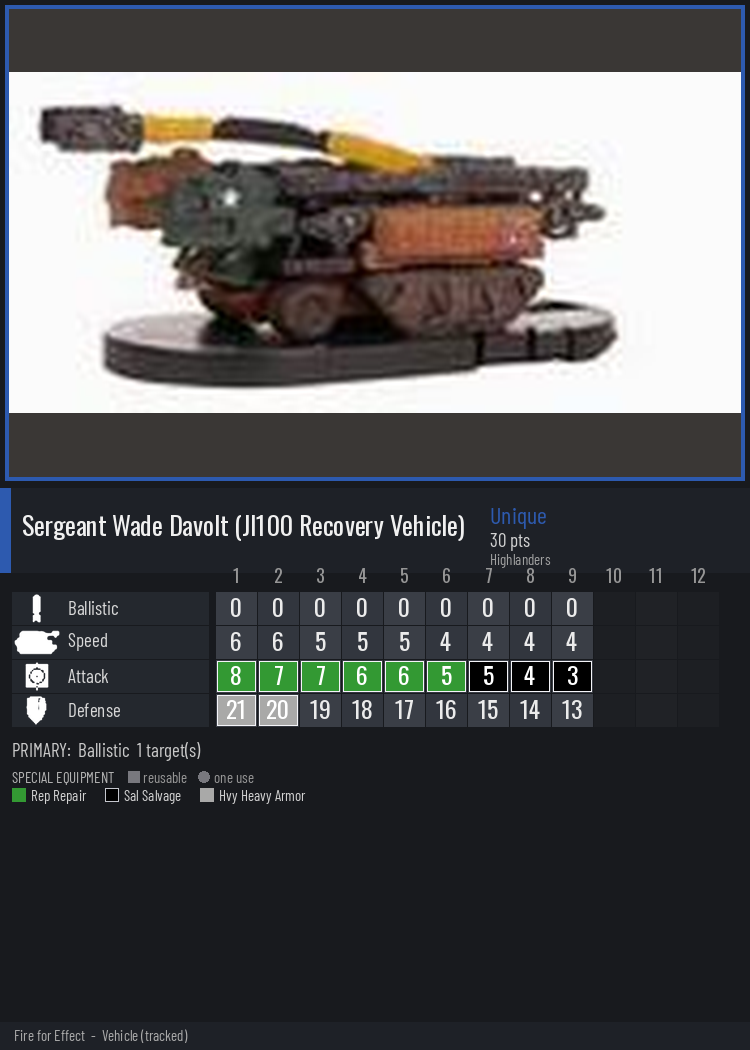 Sergeant Wade Davolt (JI100 Recovery Vehicle)
Unique
30 pts
Highlanders
1 2 3 4 5 6 7 8 9 10 11 12
Ballistic 0 0 0 0 0 0 0 0 0
Speed 6 6 5 5 5 4 4 4 4
Attack 8 7 7 6 6 5 5 4 3
Defense 21 20 19 18 17 16 15 14 13
PRIMARY: Ballistic 1 target(s)
SPECIAL EQUIPMENT reusable one use
Rep Repair Sal Salvage Hvy Heavy Armor
Fire for Effect - Vehicle (tracked)